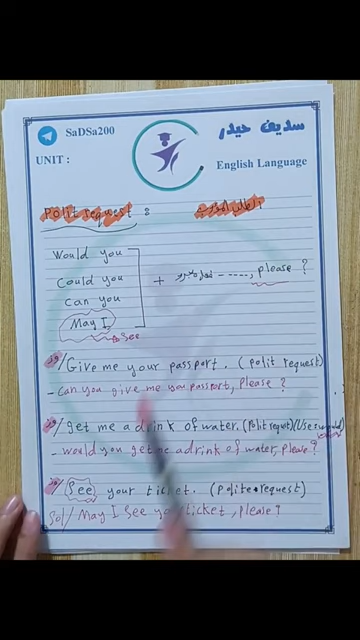 SaDSa200
سديف حيدر
UNIT :
English Language
Polit request :
Would you
Could you
Can you
May I
+ ----, please ?
see
Give me your passport. (polit request)
- Can you give me you passport, please ?
get me a drink of water. (Polit request) (Use:
- would you get me a drink of water, please ?
See your ticket. (polite request)
Sol/ May I see your ticket, please ?